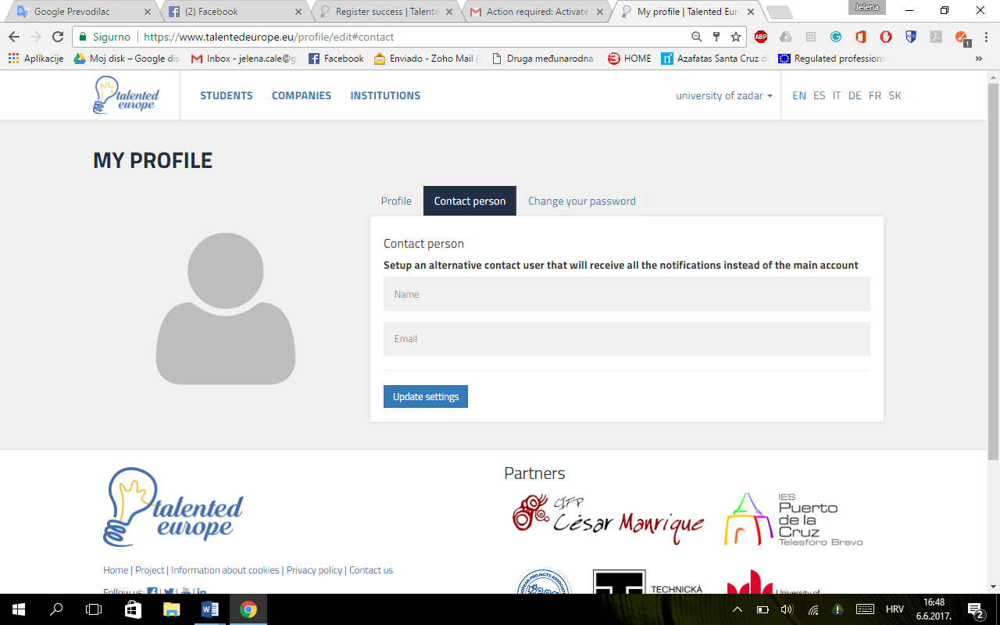 Google Prevodilac
(2) Facebook
Register success | Talente
Action required: Activate
My profile | Talented Eur
Jelena
Sigurno
https://www.talentedeurope.eu/profile/edit#contact
ABP
1
Aplikacije
Moj disk – Google dis
Inbox - jelena.cale@g
Facebook
Enviado - Zoho Mail (
Druga međunarodna
HOME
Azafatas Santa Cruz d
Regulated professions
»
talented
europe
STUDENTS
COMPANIES
INSTITUTIONS
university of zadar
EN ES IT DE FR SK
MY PROFILE
Profile
Contact person
Change your password
Contact person
Setup an alternative contact user that will receive all the notifications instead of the main account
Name
Email
Update settings
talented
europe
Home | Project | Information about cookies | Privacy policy | Contact us
Follow us:
Partners
CIFP
César Manrique
IES
Puerto
de la
Cruz
Telesforo Bravo
TECHNICKÁ
University of
HRV
16:48
6.6.2017.
2